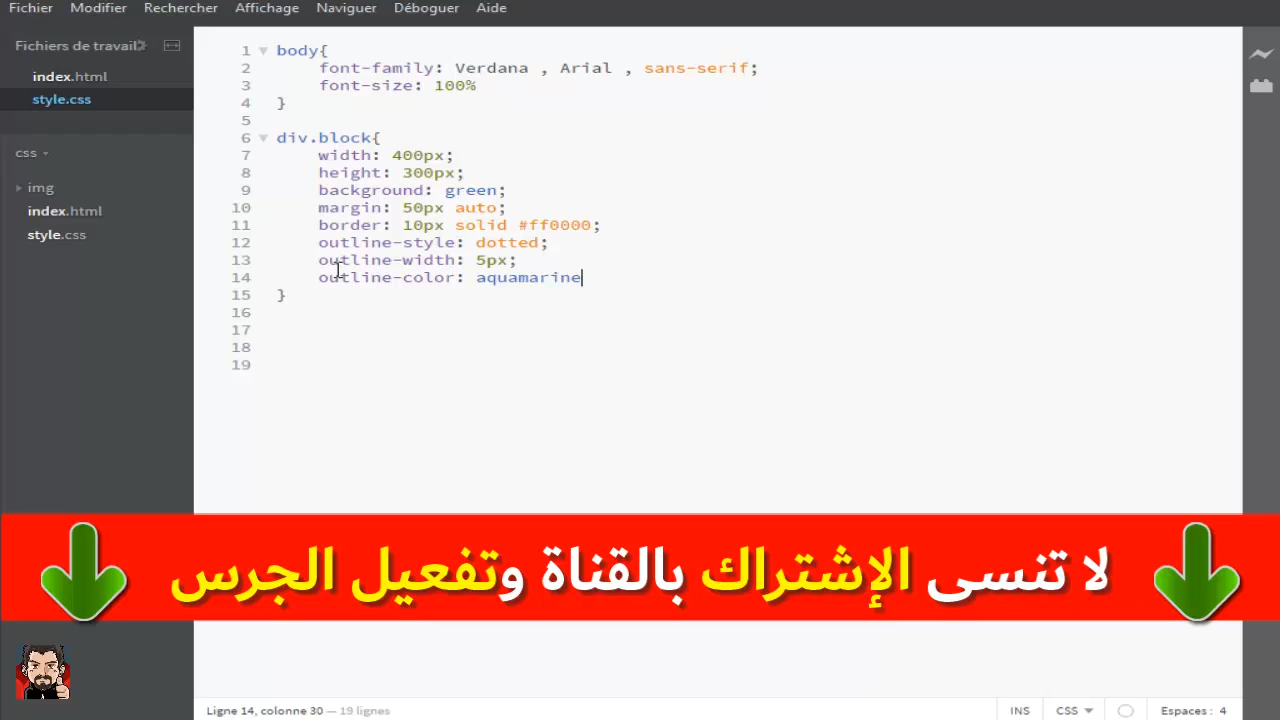 Fichier Modifier Rechercher Affichage Naviguer Déboguer Aide
Fichiers de travail
index.html
style.css
css
img
index.html
style.css
1 body{
2 font-family: Verdana , Arial , sans-serif;
3 font-size: 100%
4 }
5
6 div.block{
7 width: 400px;
8 height: 300px;
9 background: green;
10 margin: 50px auto;
11 border: 10px solid #ff0000;
12 outline-style: dotted;
13 outline-width: 5px;
14 outline-color: aquamarine
15 }
16
17
18
19
لا تنسى الإشتراك بالقناة وتفعيل الجرس
Ligne 14, colonne 30 — 19 lignes
INS CSS Espaces : 4